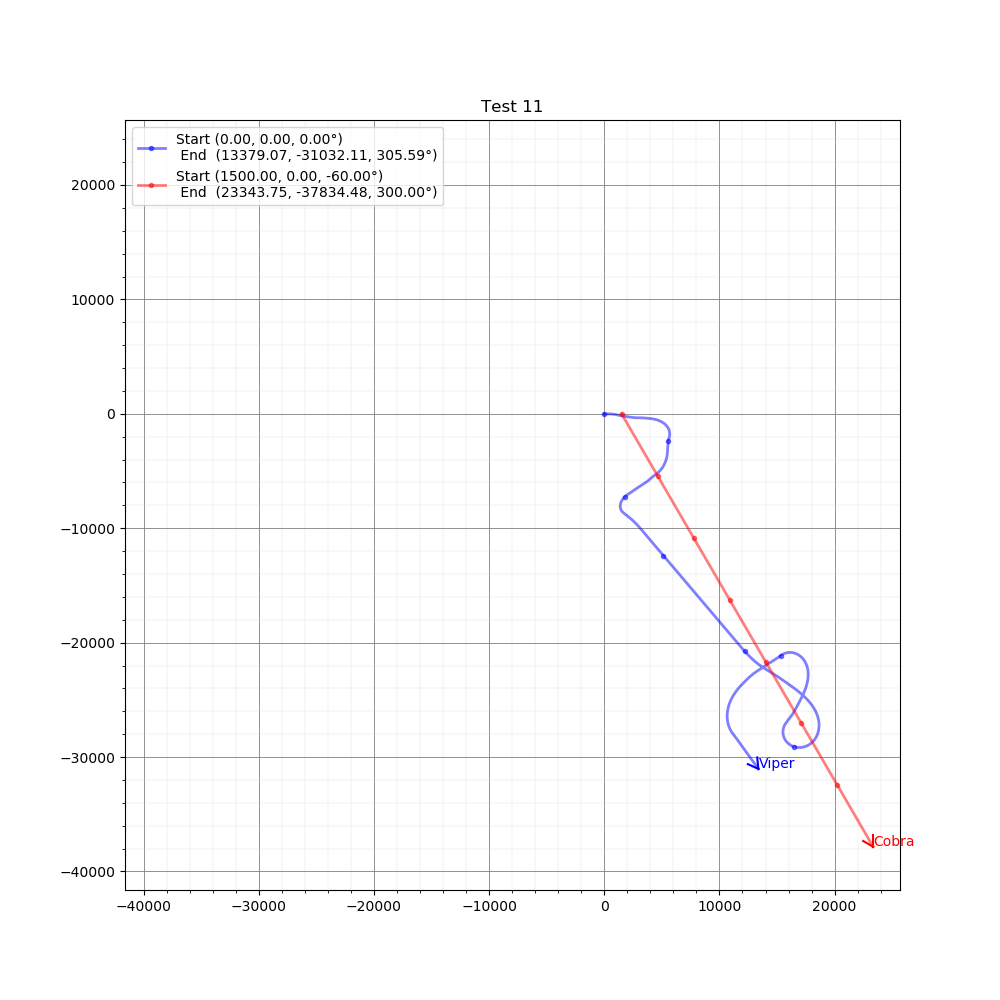 Test 11
Start (0.00, 0.00, 0.00°)
End (13379.07, -31032.11, 305.59°)
Start (1500.00, 0.00, -60.00°)
End (23343.75, -37834.48, 300.00°)
20000
10000
0
−10000
−20000
−30000
−40000
Viper
Cobra
−40000 −30000 −20000 −10000 0 10000 20000